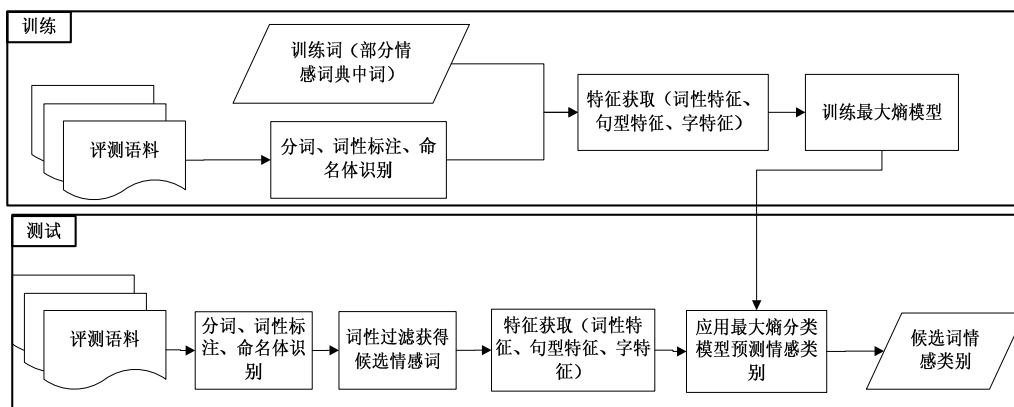 训练
训练词（部分情
感词典中词）
评测语料
分词、词性标注、命
名体识别
特征获取（词性特征、
句型特征、字特征）
训练最大熵模型
测试
评测语料
分词、词性标
注、命名体识
别
词性过滤获得
候选情感词
特征获取（词性特
征、句型特征、字特
征）
应用最大熵分类
模型预测情感类
别
候选词情
感类别